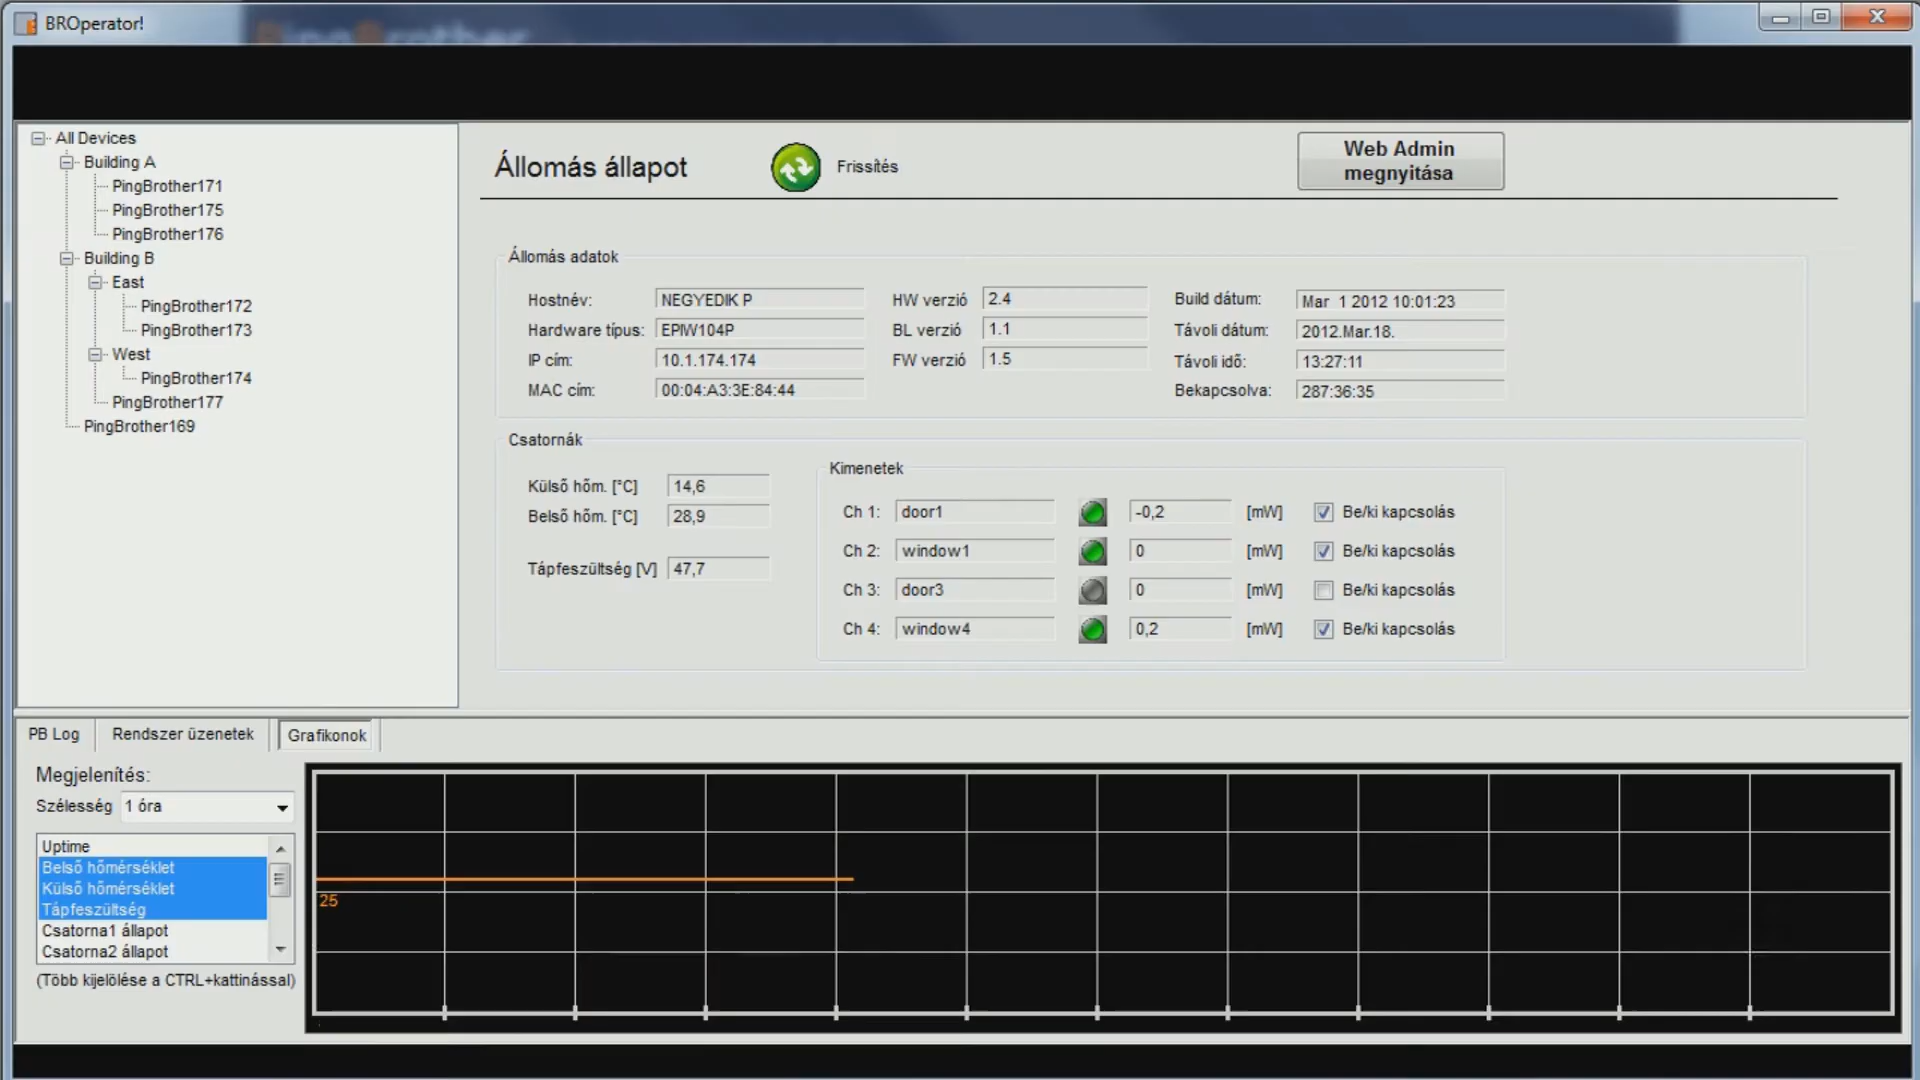 BROperator!
PingBrother
All Devices
Building A
PingBrother171
PingBrother175
PingBrother176
Building B
East
PingBrother172
PingBrother173
West
PingBrother174
PingBrother177
PingBrother169
Állomás állapot
Frissítés
Web Admin
megnyitása
Állomás adatok
Hostnév: NEGYEDIK P HW verzió 2.4 Build dátum: Mar 1 2012 10:01:23
Hardware típus: EPIW104P BL verzió 1.1 Távoli dátum: 2012.Mar.18.
IP cím: 10.1.174.174 FW verzió 1.5 Távoli idő: 13:27:11
MAC cím: 00:04:A3:3E:84:44 Bekapcsolva: 287:36:35
Csatornák
Külső hőm. [°C] 14,6
Belső hőm. [°C] 28,9
Tápfeszültség [V] 47,7
Kimenetek
Ch 1: door1 -0,2 [mW] Be/ki kapcsolás
Ch 2: window1 0 [mW] Be/ki kapcsolás
Ch 3: door3 0 [mW] Be/ki kapcsolás
Ch 4: window4 0,2 [mW] Be/ki kapcsolás
PB Log Rendszer üzenetek Grafikonok
Megjelenítés:
Szélesség 1 óra
Uptime
Belső hőmérséklet
Külső hőmérséklet
Tápfeszültség
Csatorna1 állapot
Csatorna2 állapot
(Több kijelölése a CTRL+kattinással)
25